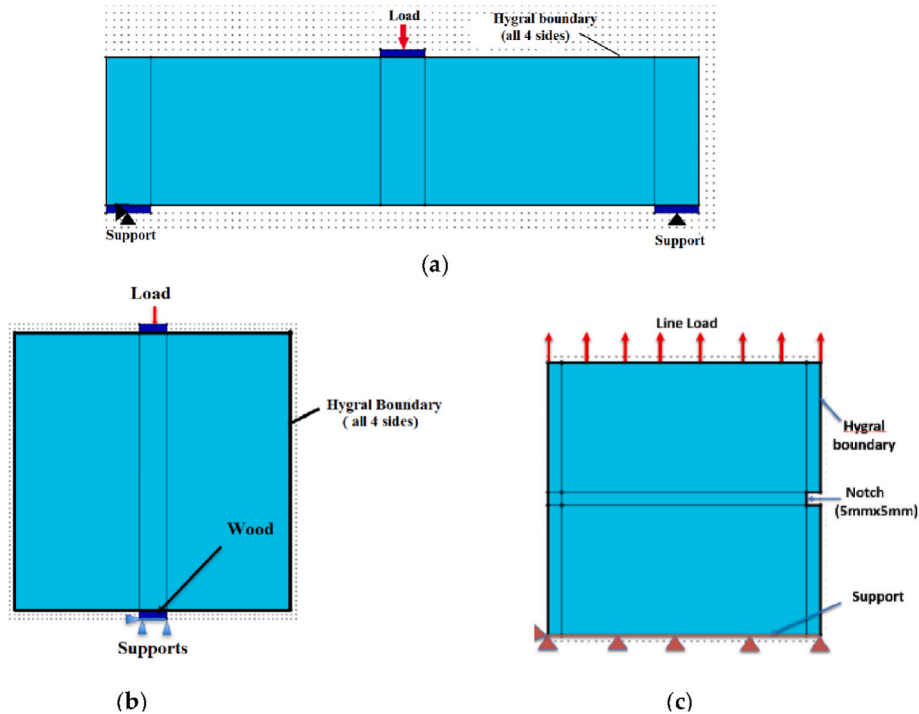 Load
Hygral boundary
(all 4 sides)
Support
Support
(a)
Load
Hygral Boundary
( all 4 sides)
Wood
Supports
(b)
Line Load
Hygral
boundary
Notch
(5mmx5mm)
Support
(c)